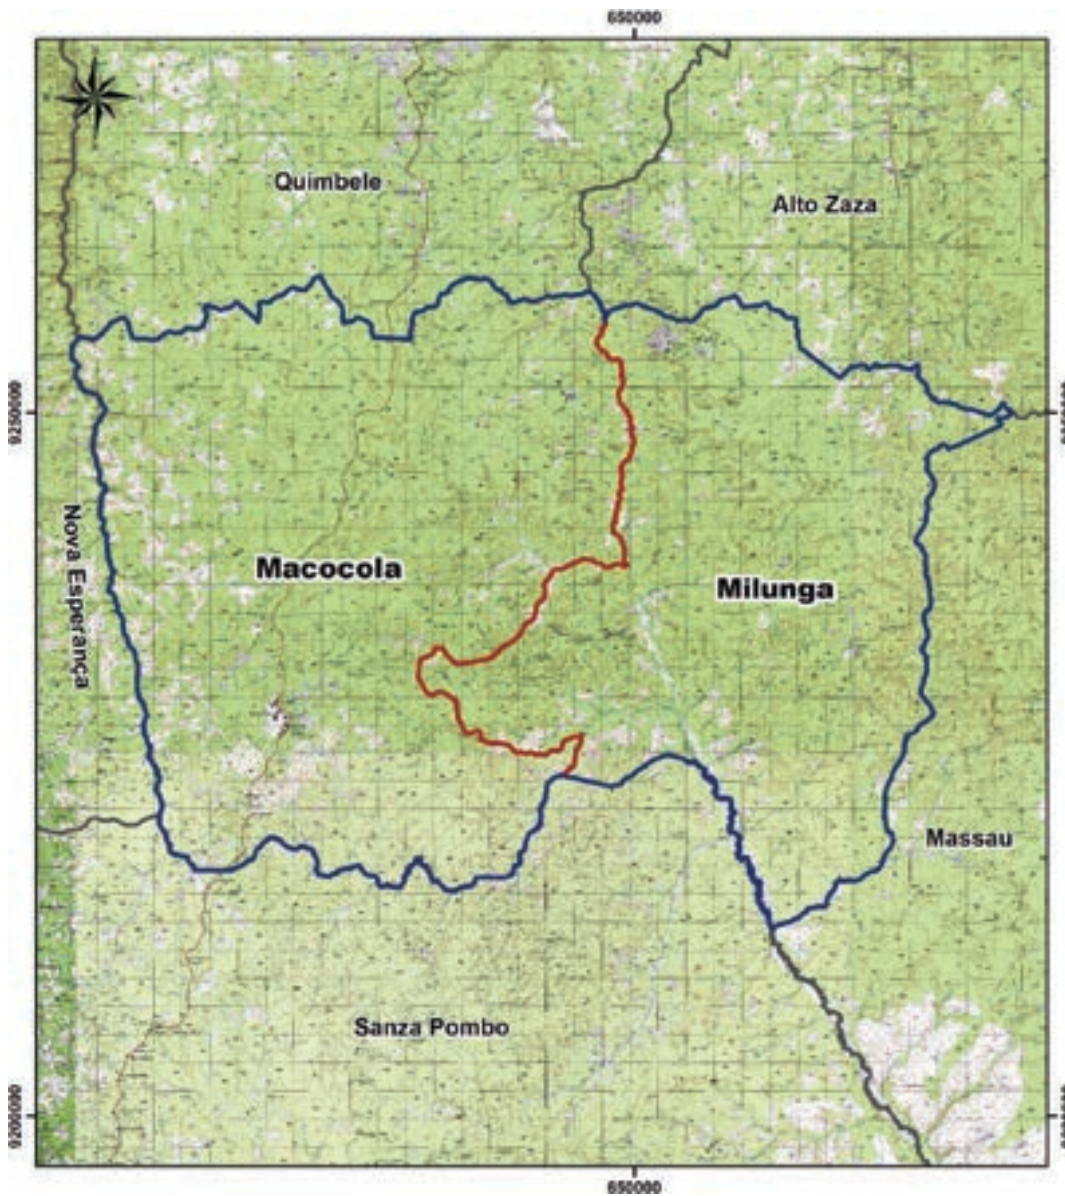 650000
Quimbele
Alto Zaza
9250000
Nova Esperança
Macocola
Milunga
Massau
Sanza Pombo
9200000
650000